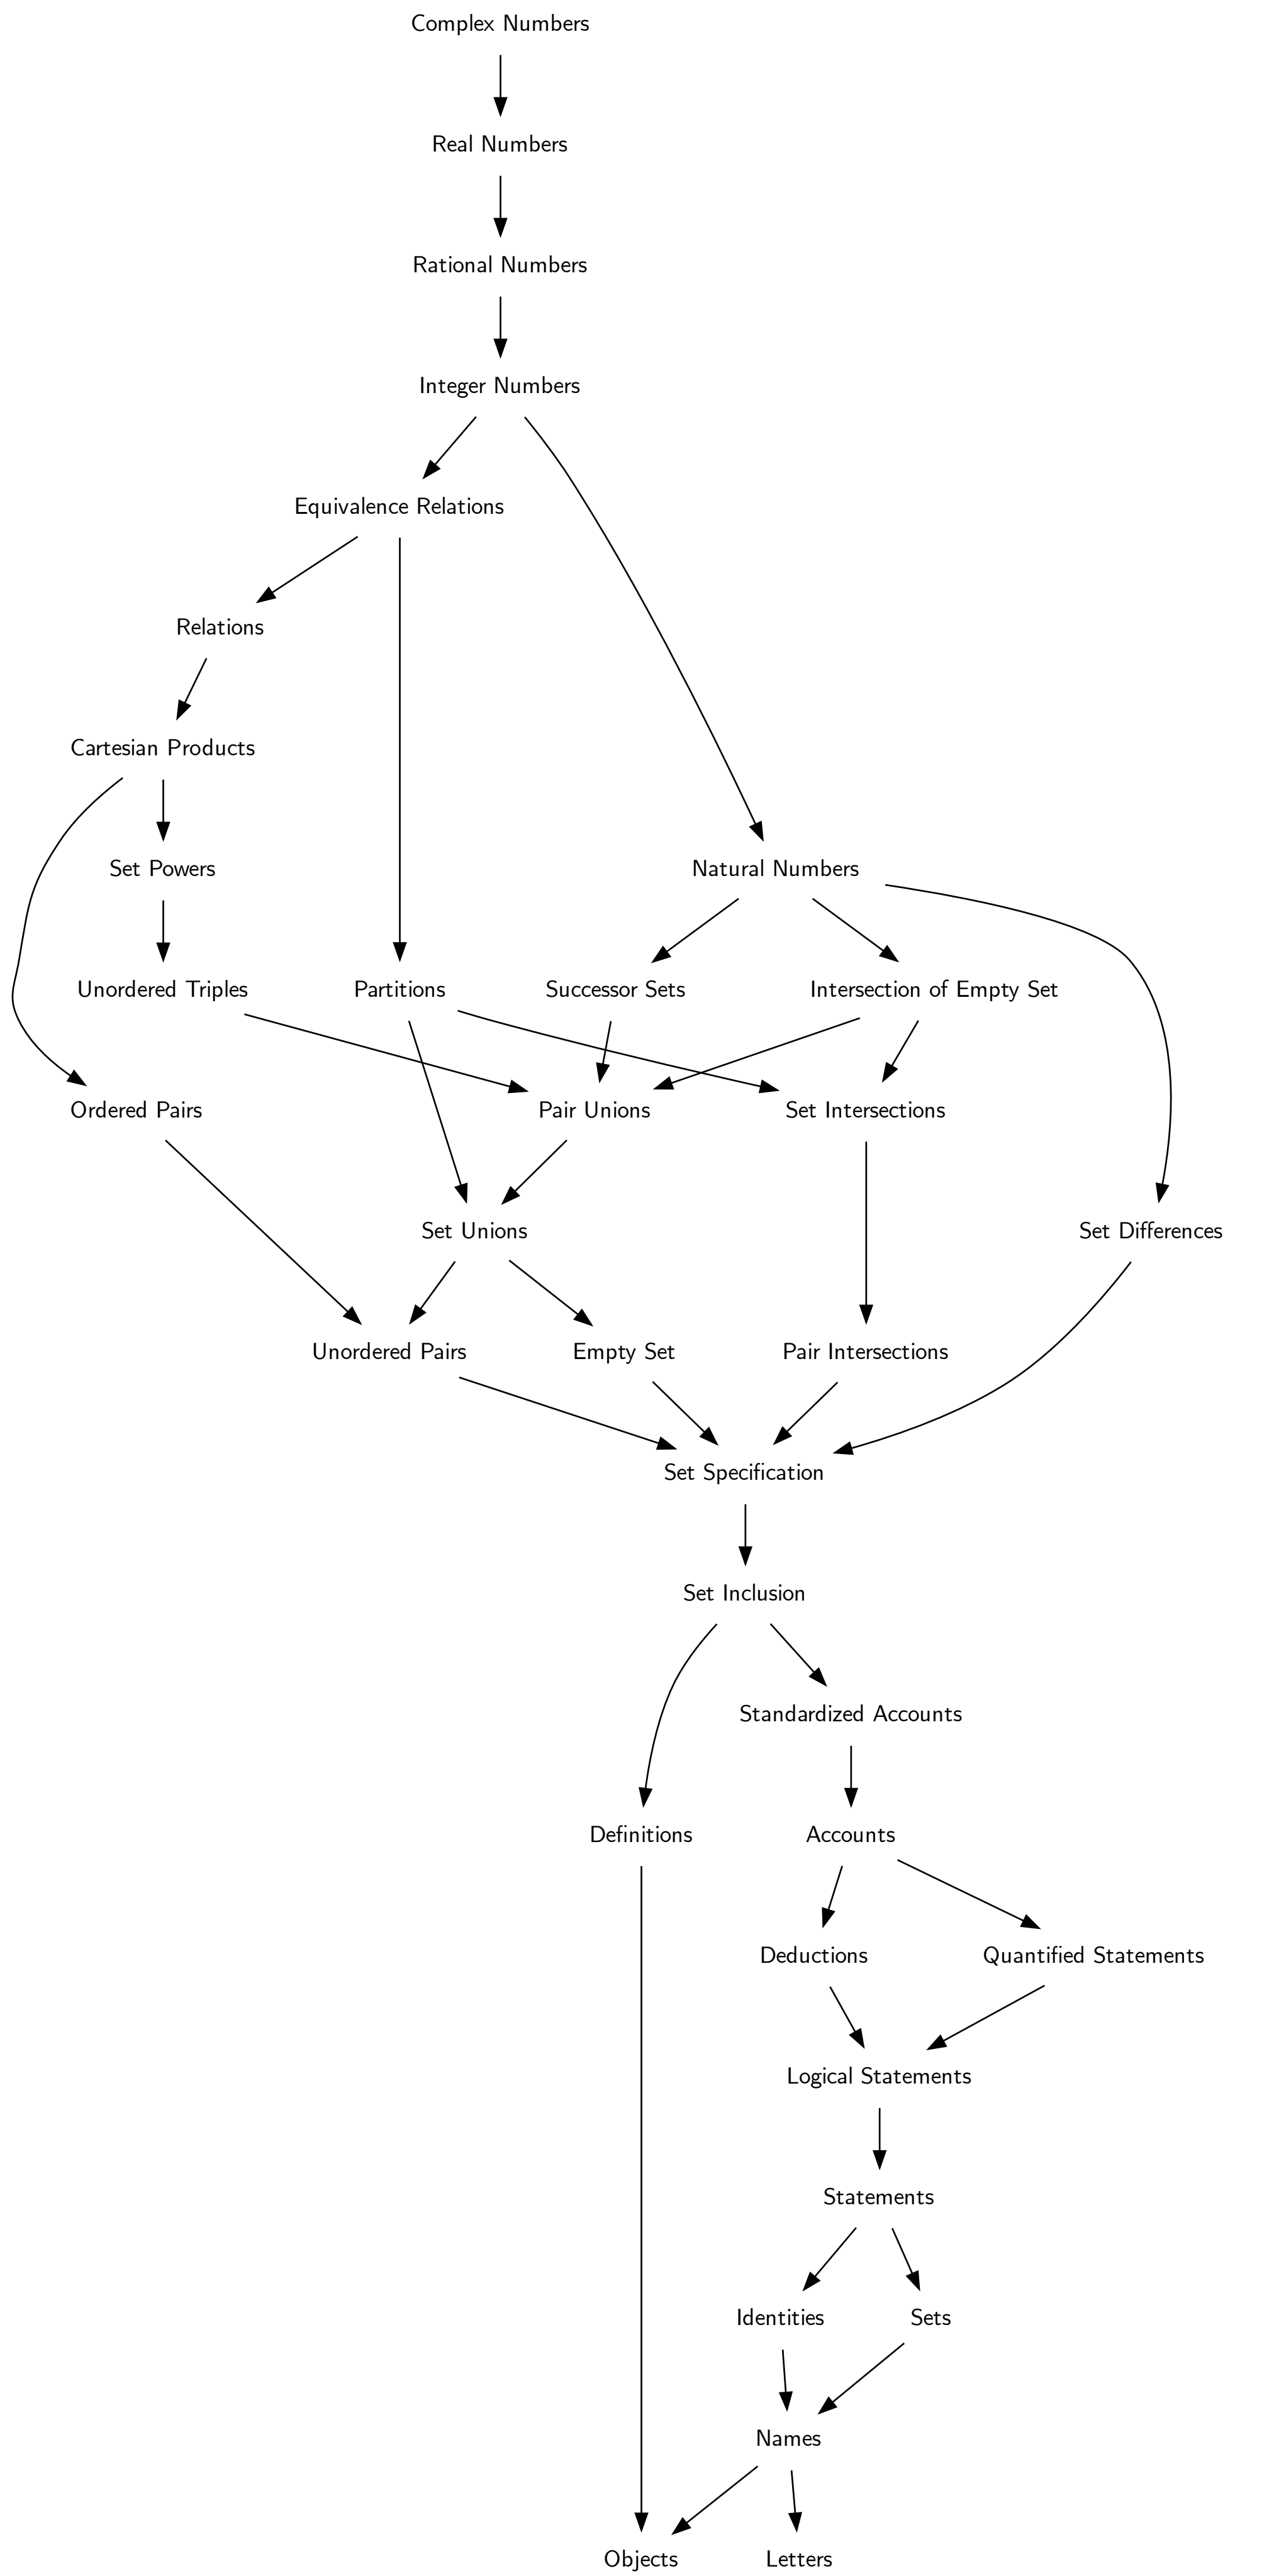 Complex Numbers
Real Numbers
Rational Numbers
Integer Numbers
Equivalence Relations
Relations
Cartesian Products
Set Powers
Natural Numbers
Unordered Triples
Partitions
Successor Sets
Intersection of Empty Set
Ordered Pairs
Pair Unions
Set Intersections
Set Unions
Set Differences
Unordered Pairs
Empty Set
Pair Intersections
Set Specification
Set Inclusion
Standardized Accounts
Definitions
Accounts
Deductions
Quantified Statements
Logical Statements
Statements
Identities
Sets
Names
Objects
Letters